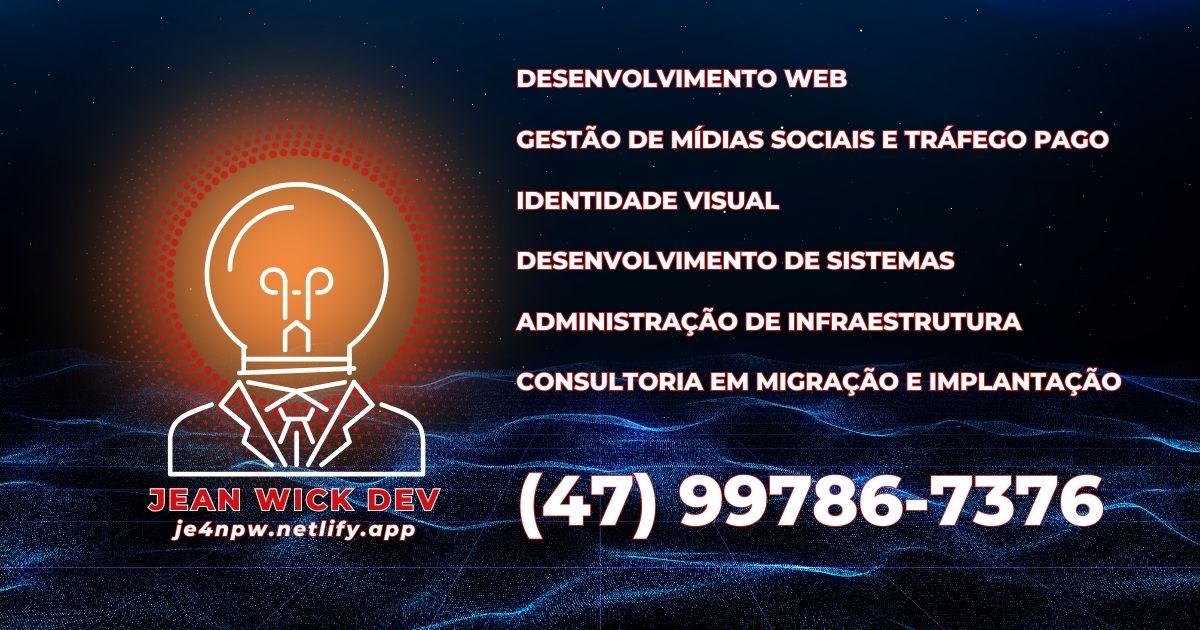 DESENVOLVIMENTO WEB
GESTÃO DE MÍDIAS SOCIAIS E TRÁFEGO PAGO
IDENTIDADE VISUAL
DESENVOLVIMENTO DE SISTEMAS
ADMINISTRAÇÃO DE INFRAESTRUTURA
CONSULTORIA EM MIGRAÇÃO E IMPLANTAÇÃO
(47) 99786-7376
JEAN WICK DEV
je4npw.netlify.app